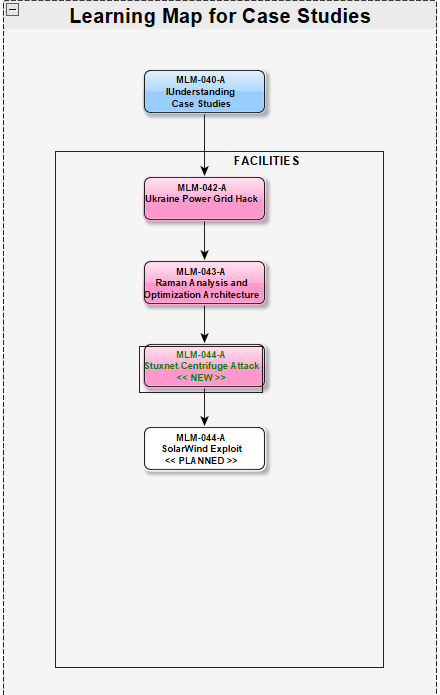 Learning Map for Case Studies
MLM-040-A
IUnderstanding
Case Studies
FACILITIES
MLM-042-A
Ukraine Power Grid Hack
MLM-043-A
Raman Analysis and
Optimization Architecture
MLM-044-A
Stuxnet Centrifuge Attack
<< NEW >>
MLM-044-A
SolarWind Exploit
<< PLANNED >>